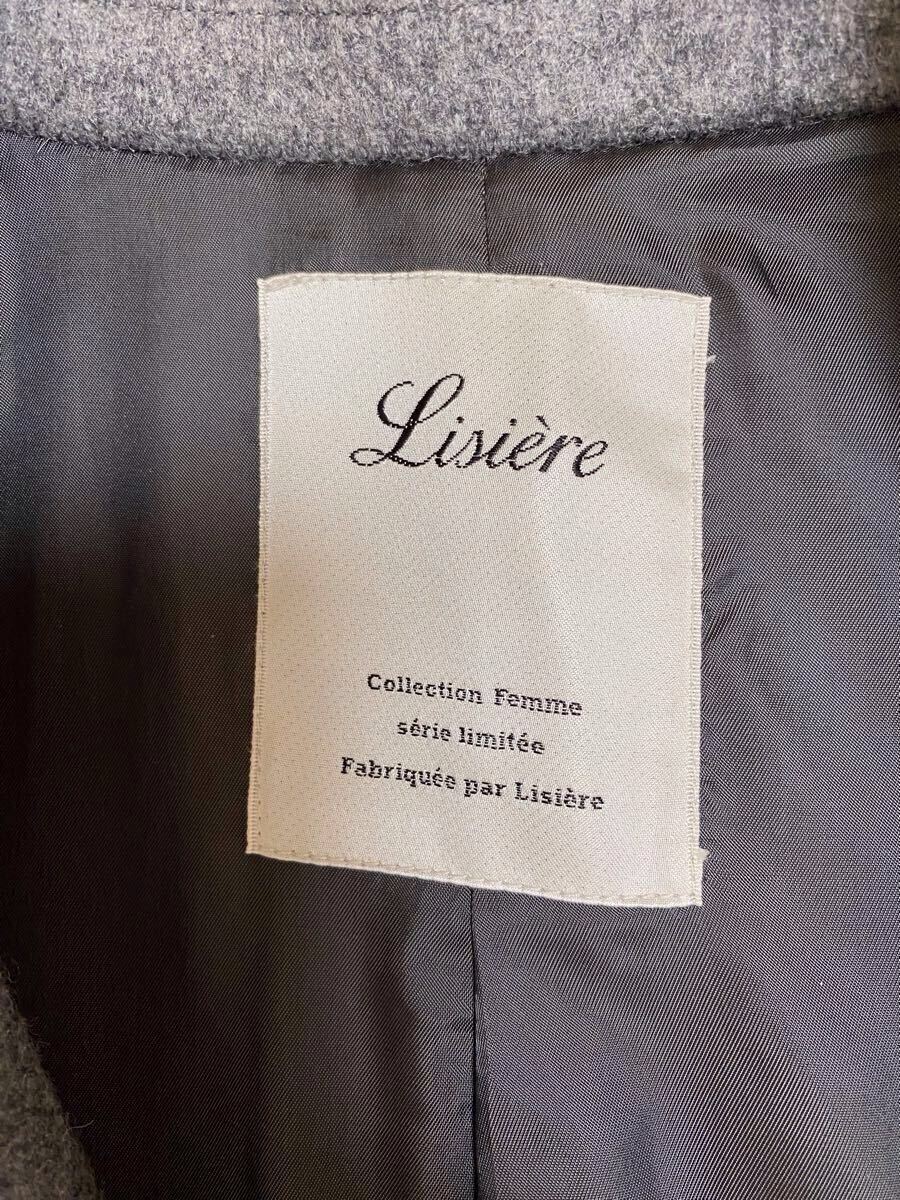 Lisière
Collection Femme
série limitée
Fabriquée par Lisière